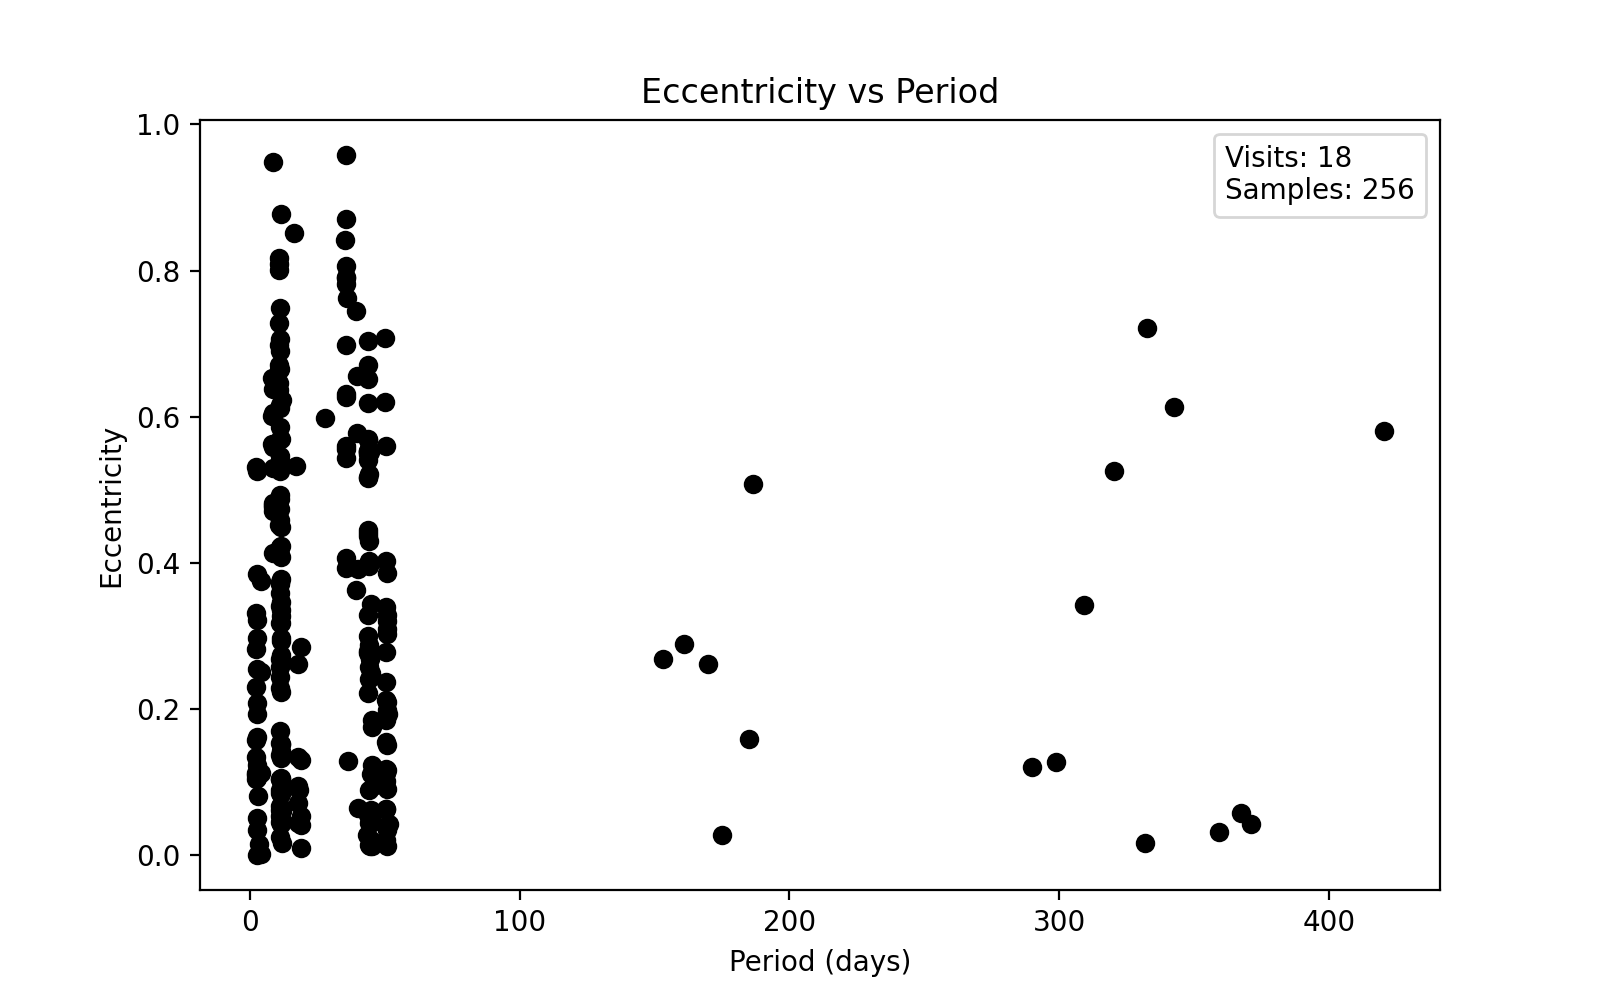 Eccentricity vs Period
Visits: 18
Samples: 256
Eccentricity
1.0
0.8
0.6
0.4
0.2
0.0
0 100 200 300 400
Period (days)